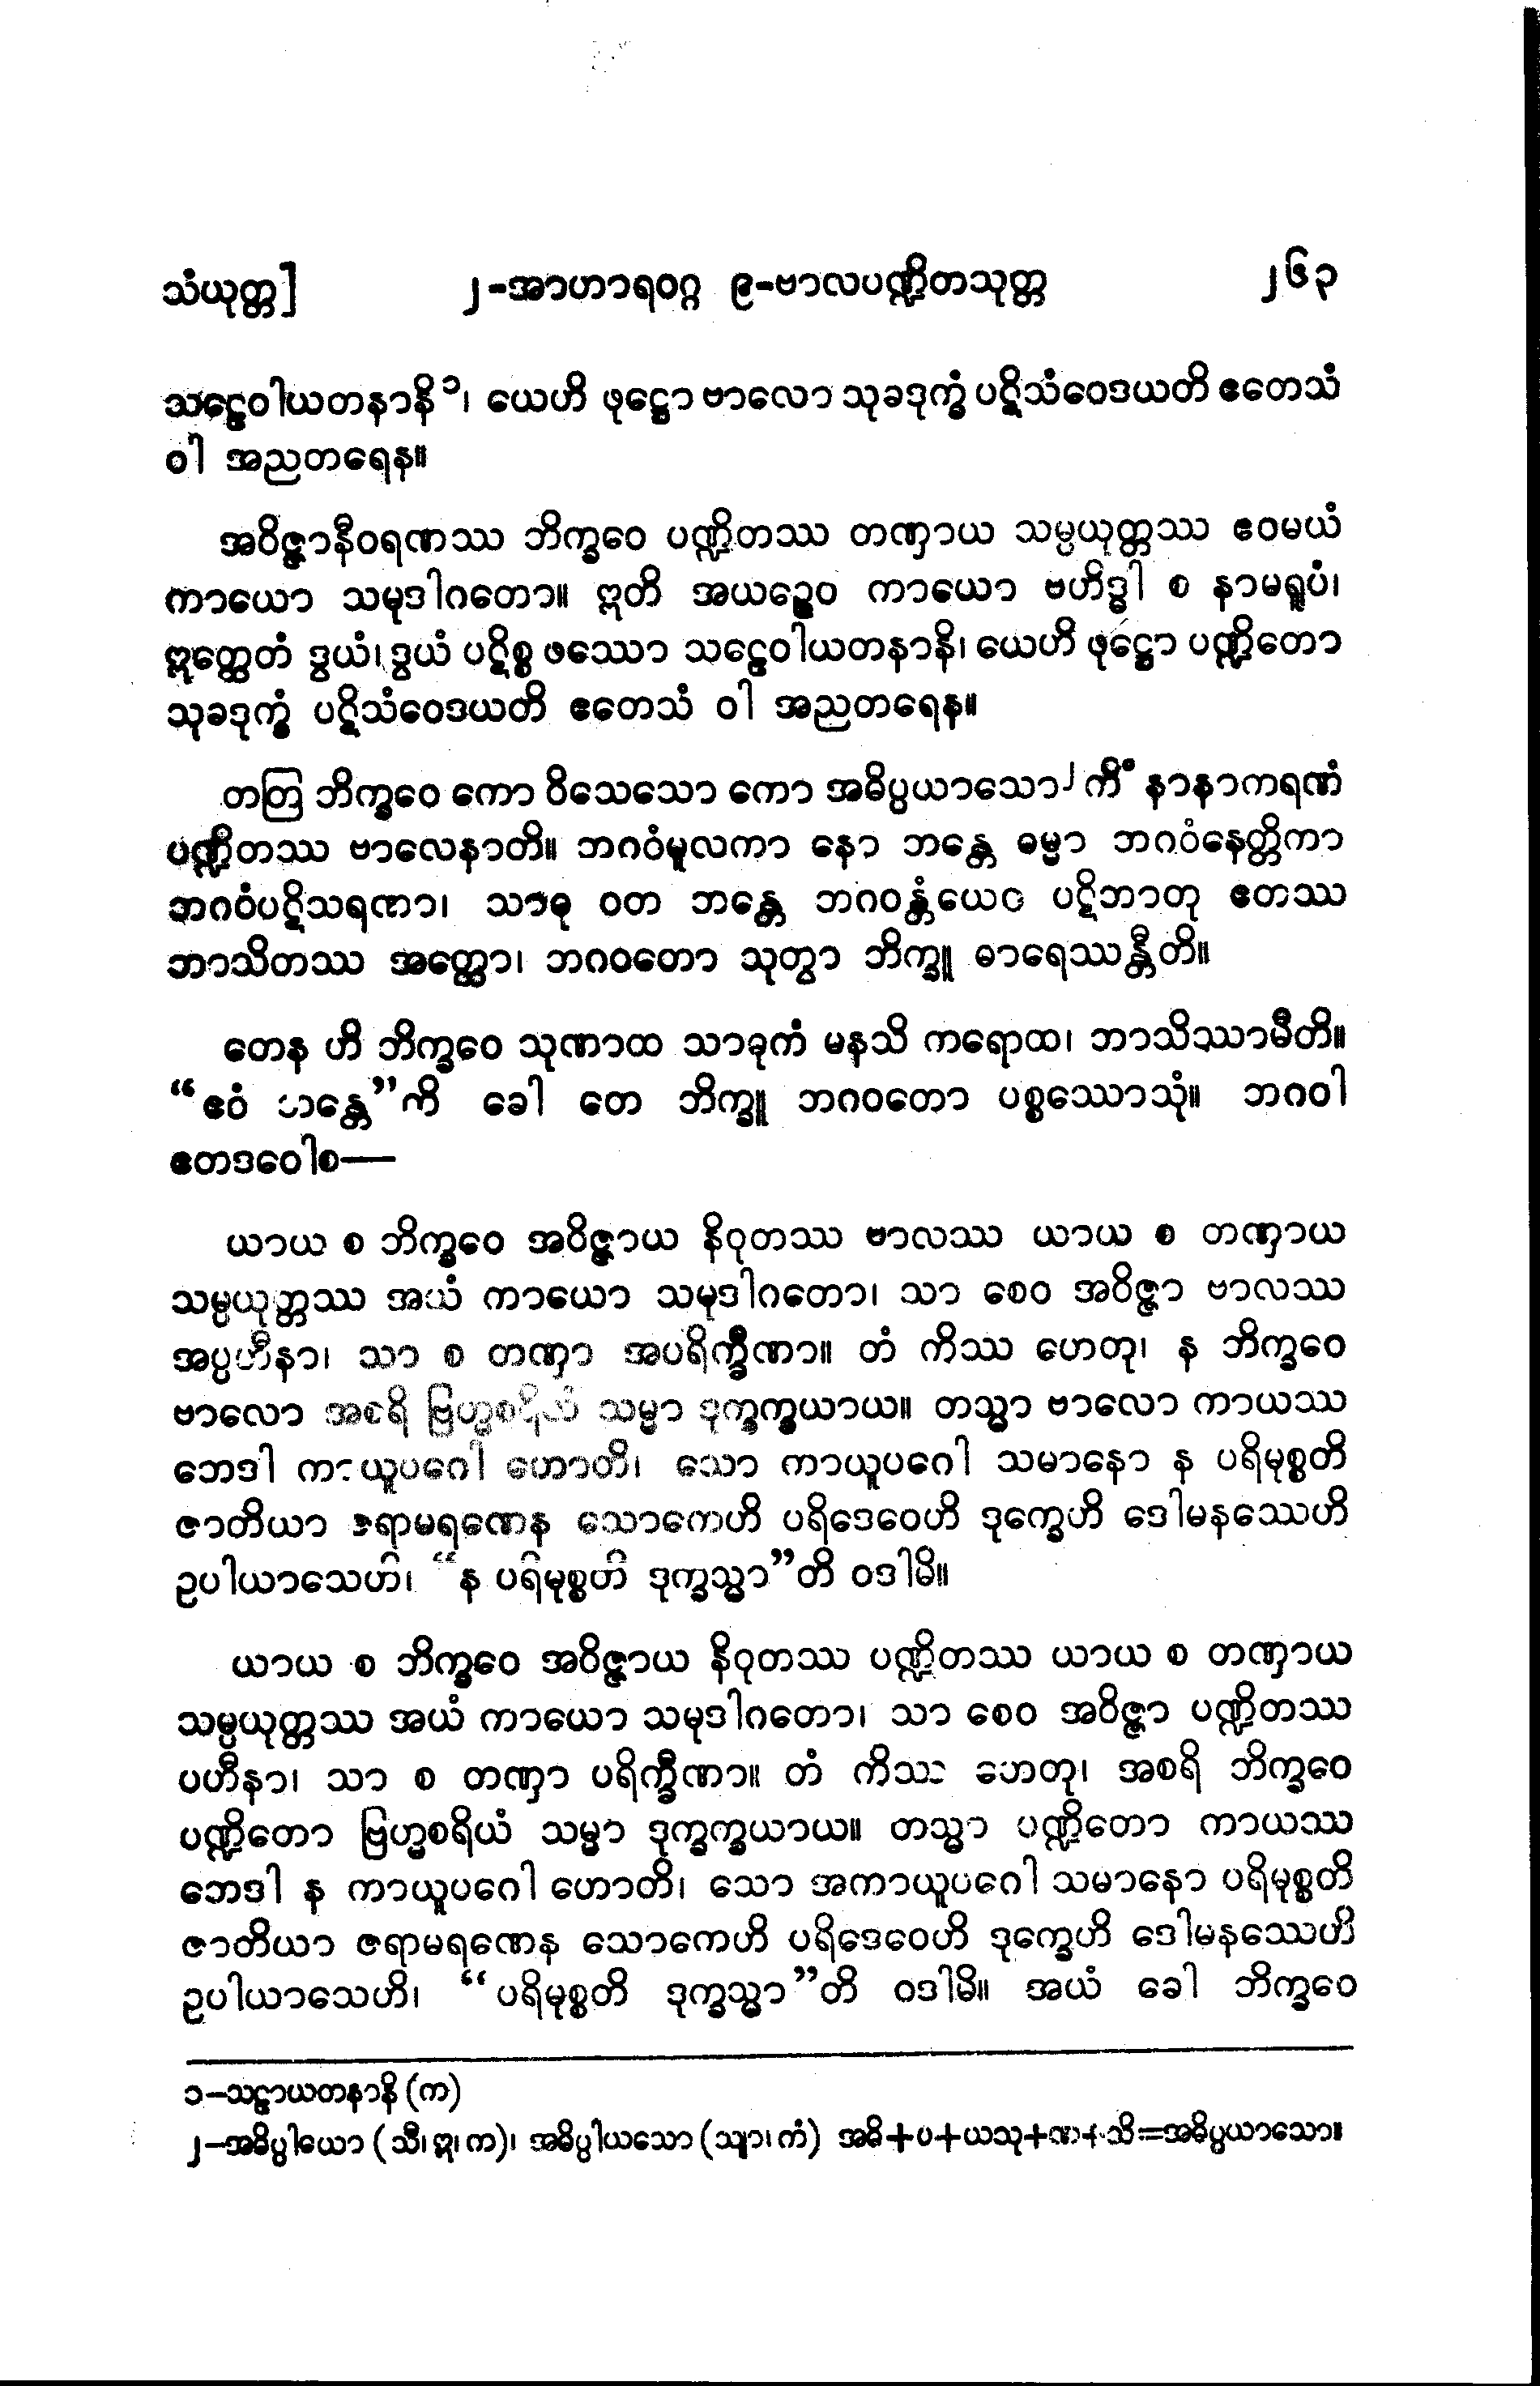 သံယုတ္တ]	၂-အာဟာရဝဂ္ဂ ၉-ဗာလပဏ္ဍိတသုတ္တ	၂၆၃
သဠေဝါယတနာနိ၁၊ ယေဟိ ဖုဋ္ဌော ဗာလော သုခဒုက္ခံ ပဋိသံဝေဒယတိ ဧတေသံ
ဝါ အညတရေန။
အဝိဇ္ဇာနီဝရဏဿ ဘိက္ခဝေ ပဏ္ဍိတဿ တဏှာယ သမ္ပယုတ္တဿ ဧဝမယံ
ကာယော သမုဒါဂတော။ ဣတိ အယဉ္စေဝ ကာယော ဗဟိဒ္ဓါ စ နာမရူပံ၊
ဣတ္ထေတံ ဒွယံ၊ ဒွယံ ပဋိစ္စ ဖဿော သဠေဝါယတနာနိ၊ ယေဟိ ဖုဋ္ဌော ပဏ္ဍိတော
သုခဒုက္ခံ ပဋိသံဝေဒယတိ ဧတေသံ ဝါ အညတရေန။
တတြ ဘိက္ခဝေ ကော ဝိသေသော ကော အဓိပ္ပယာသော၂ ကိံ နာနာကရဏံ
ပဏ္ဍိတဿ ဗာလေနာတိ။ ဘဂဝံမူလကာ နော ဘန္တေ ဓမ္မာ ဘဂဝံနေတ္တိကာ
ဘဂဝံပဋိသရဏာ၊ သာဓု ဝတ ဘန္တေ ဘဂဝန္တံယေဝ ပဋိဘာတု ဧတဿ
ဘာသိတဿ အတ္ထော၊ ဘဂဝတော သုတွာ ဘိက္ခူ ဓာရေဿန္တီတိ။
တေန ဟိ ဘိက္ခဝေ သုဏာထ သာဓုကံ မနသိ ကရောထ၊ ဘာသိဿာမီတိ။
“ဧဝံ ဘန္တေ”ကိ ခေါ တေ ဘိက္ခူ ဘဂဝတော ပစ္စဿောသုံ။ ဘဂဝါ
ဧတဒဝေါစ—
ယာယ စ ဘိက္ခဝေ အဝိဇ္ဇာယ နိဝုတဿ ဗာလဿ ယာယ စ တဏှာယ
သမ္ပယုတ္တဿ အယံ ကာယော သမုဒါဂတော၊ သာ စေဝ အဝိဇ္ဇာ ဗာလဿ
အပ္ပဟီနာ၊ သာ စ တဏှာ အပရိက္ခီဏာ။ တံ ကိဿ ဟေတု၊ န ဘိက္ခဝေ
ဗာလော အစရိ ဗြဟ္မစရိယံ သမ္မာ ဒုက္ခက္ခယာယ။ တသ္မာ ဗာလော ကာယဿ
ဘေဒါ ကာယူပဂေါ ဟောတိ၊ သော ကာယူပဂေါ သမာနော န ပရိမုစ္စတိ
ဇာတိယာ ဇရာမရဏေန သောကေဟိ ပရိဒေဝေဟိ ဒုက္ခေဟိ ဒေါမနဿေဟိ
ဥပါယာသေဟိ၊ “န ပရိမုစ္စတိ ဒုက္ခသ္မာ”တိ ဝဒါမိ။
ယာယ စ ဘိက္ခဝေ အဝိဇ္ဇာယ နိဝုတဿ ပဏ္ဍိတဿ ယာယ စ တဏှာယ
သမ္ပယုတ္တဿ အယံ ကာယော သမုဒါဂတော၊ သာ စေဝ အဝိဇ္ဇာ ပဏ္ဍိတဿ
ပဟီနာ၊ သာ စ တဏှာ ပရိက္ခီဏာ။ တံ ကိဿ ဟေတု၊ အစရိ ဘိက္ခဝေ
ပဏ္ဍိတော ဗြဟ္မစရိယံ သမ္မာ ဒုက္ခက္ခယာယ။ တသ္မာ ပဏ္ဍိတော ကာယဿ
ဘေဒါ န ကာယူပဂေါ ဟောတိ၊ သော အကာယူပဂေါ သမာနော ပရိမုစ္စတိ
ဇာတိယာ ဇရာမရဏေန သောကေဟိ ပရိဒေဝေဟိ ဒုက္ခေဟိ ဒေါမနဿေဟိ
ဥပါယာသေဟိ၊ “ပရိမုစ္စတိ ဒုက္ခသ္မာ”တိ ဝဒါမိ။ အယံ ခေါ ဘိက္ခဝေ
၁-သဠာယတနာနိ (က)
၂-အဓိပ္ပါယော (သီ၊ ဣ၊ က)၊ အဓိပ္ပါယသော (သျာ၊ ကံ) အဓိ+ပ+ယသု+ဏ+သိ=အဓိပ္ပယာသော။